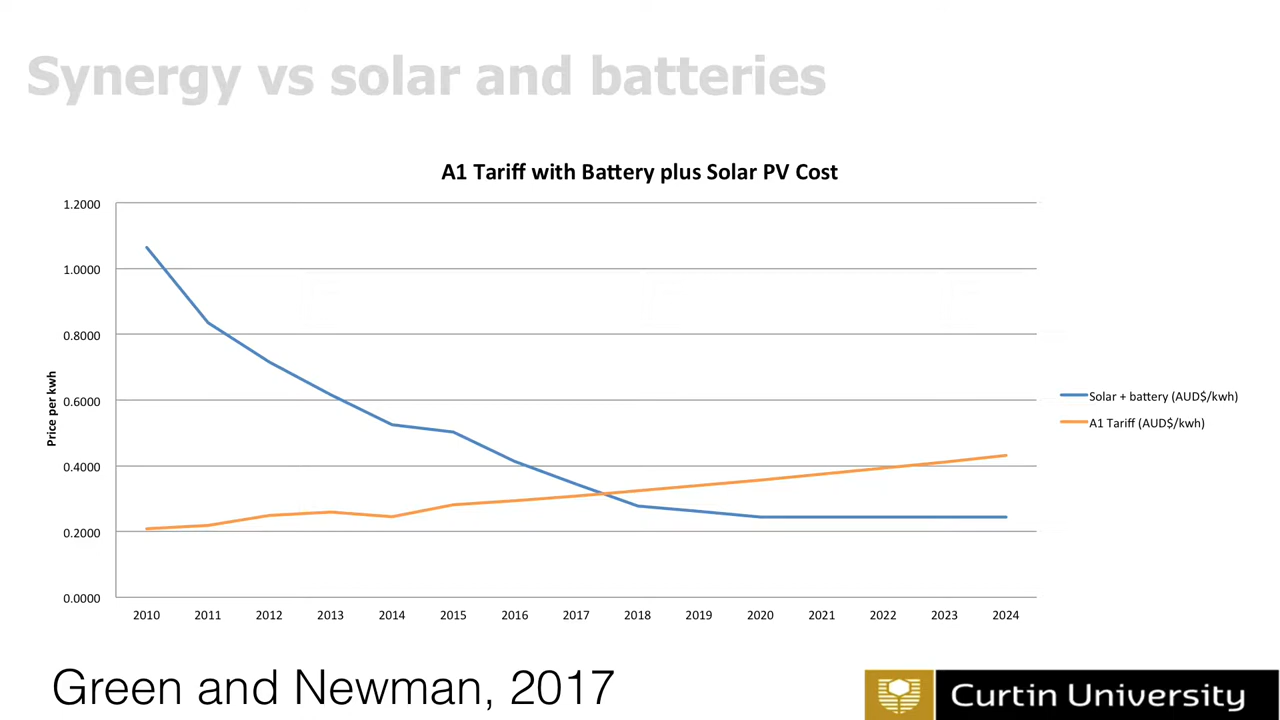 Synergy vs solar and batteries
A1 Tariff with Battery plus Solar PV Cost
1.2000
1.0000
0.8000
0.6000
0.4000
0.2000
0.0000
Price per kwh
2010 2011 2012 2013 2014 2015 2016 2017 2018 2019 2020 2021 2022 2023 2024
Solar + battery (AUD$/kwh)
A1 Tariff (AUD$/kwh)
Green and Newman, 2017
Curtin University